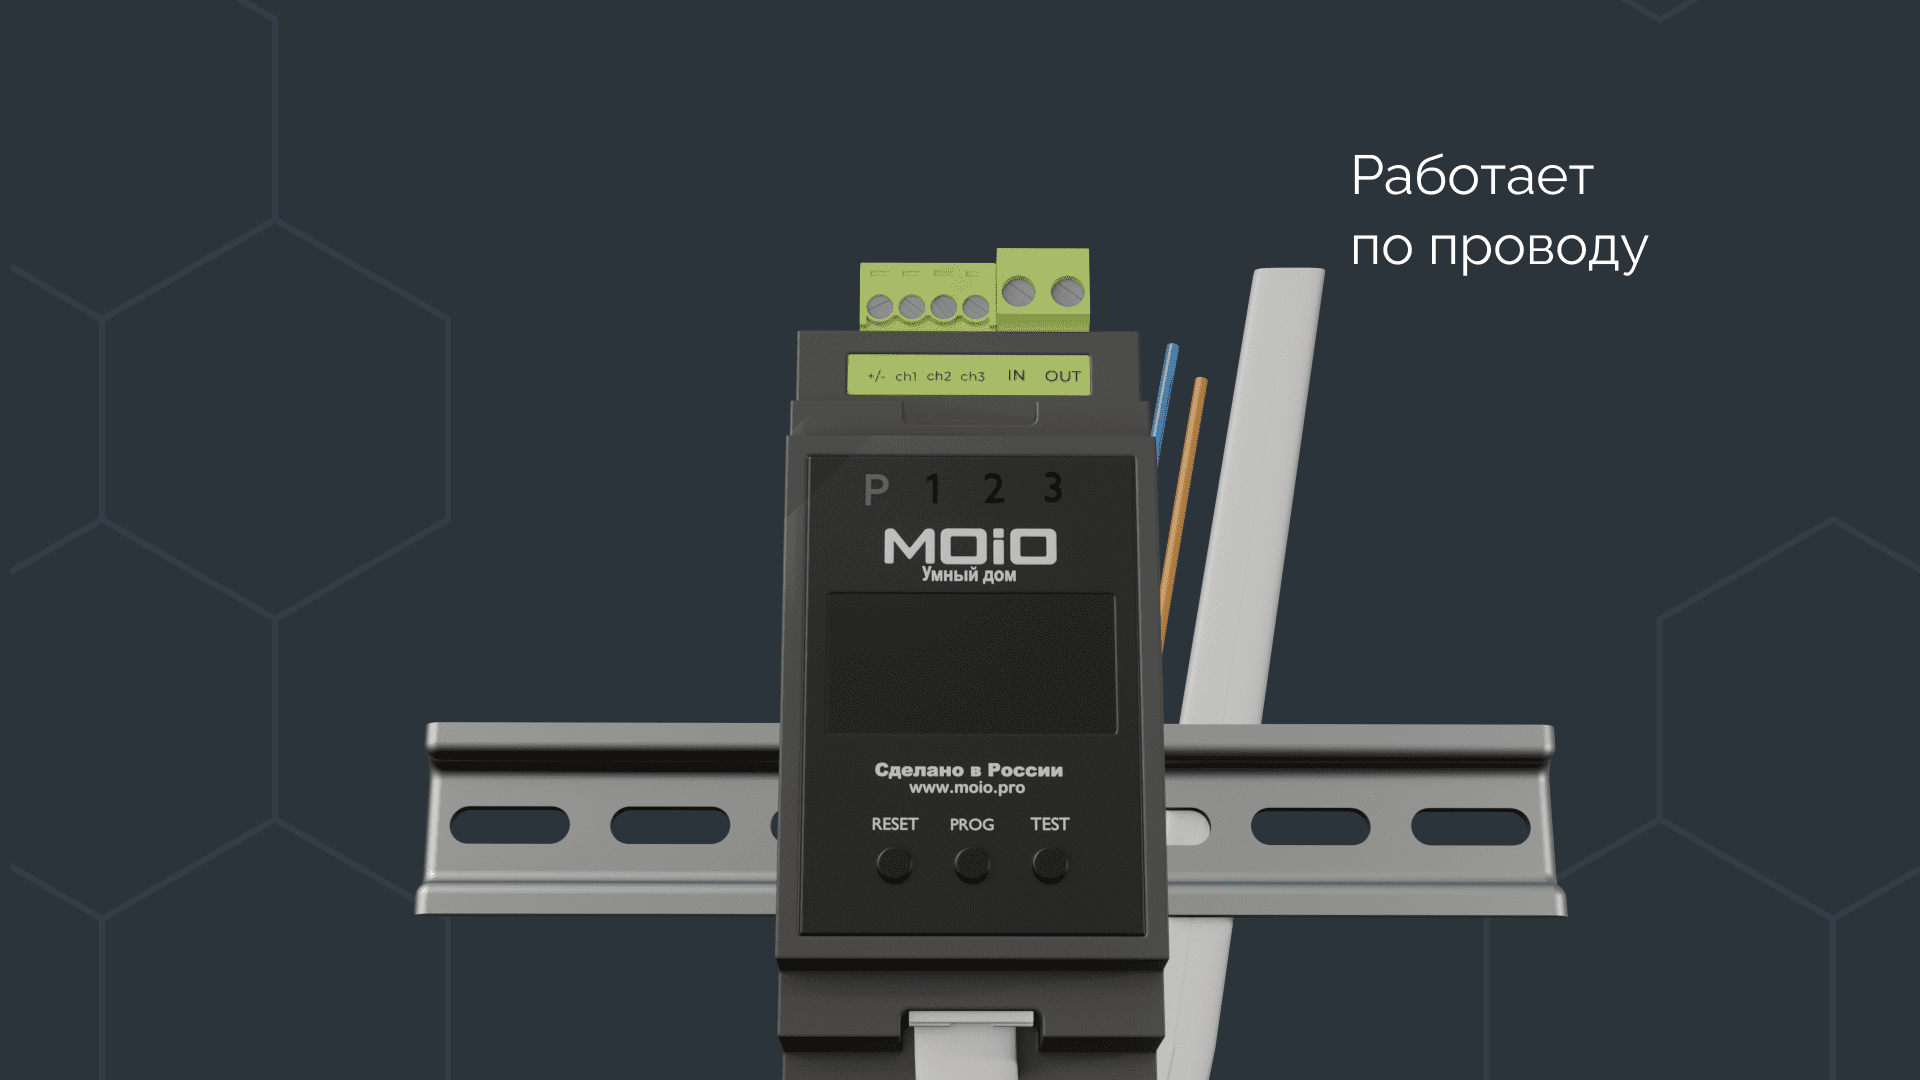 Работает
по проводу
+/- ch1 ch2 ch3 IN OUT
P 1 2 3
MOiO
Умный дом
Сделано в России
www.moio.pro
RESET PROG TEST